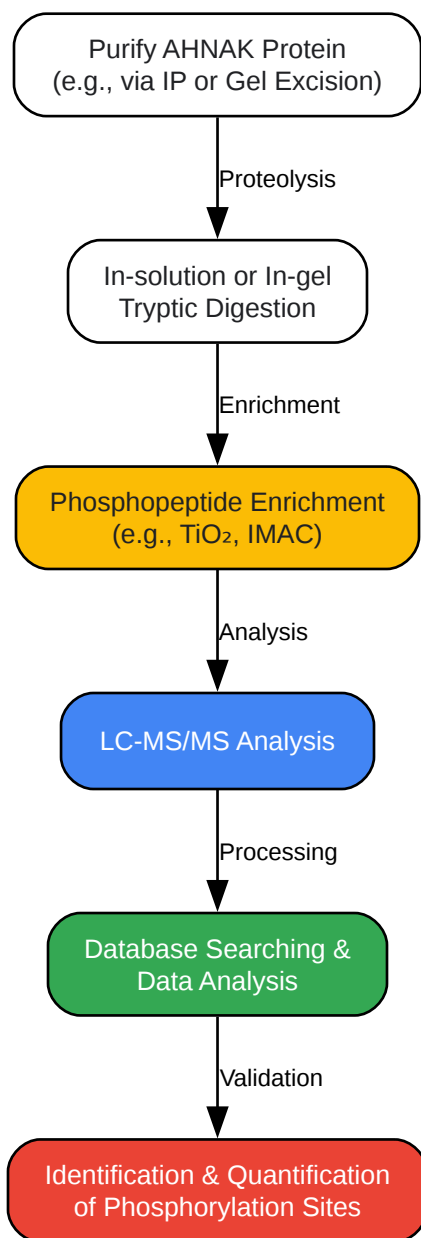 Purify AHNAK Protein
(e.g., via IP or Gel Excision)
Proteolysis
In-solution or In-gel
Tryptic Digestion
Enrichment
Phosphopeptide Enrichment
(e.g., TiO₂, IMAC)
Analysis
LC-MS/MS Analysis
Processing
Database Searching &
Data Analysis
Validation
Identification & Quantification
of Phosphorylation Sites